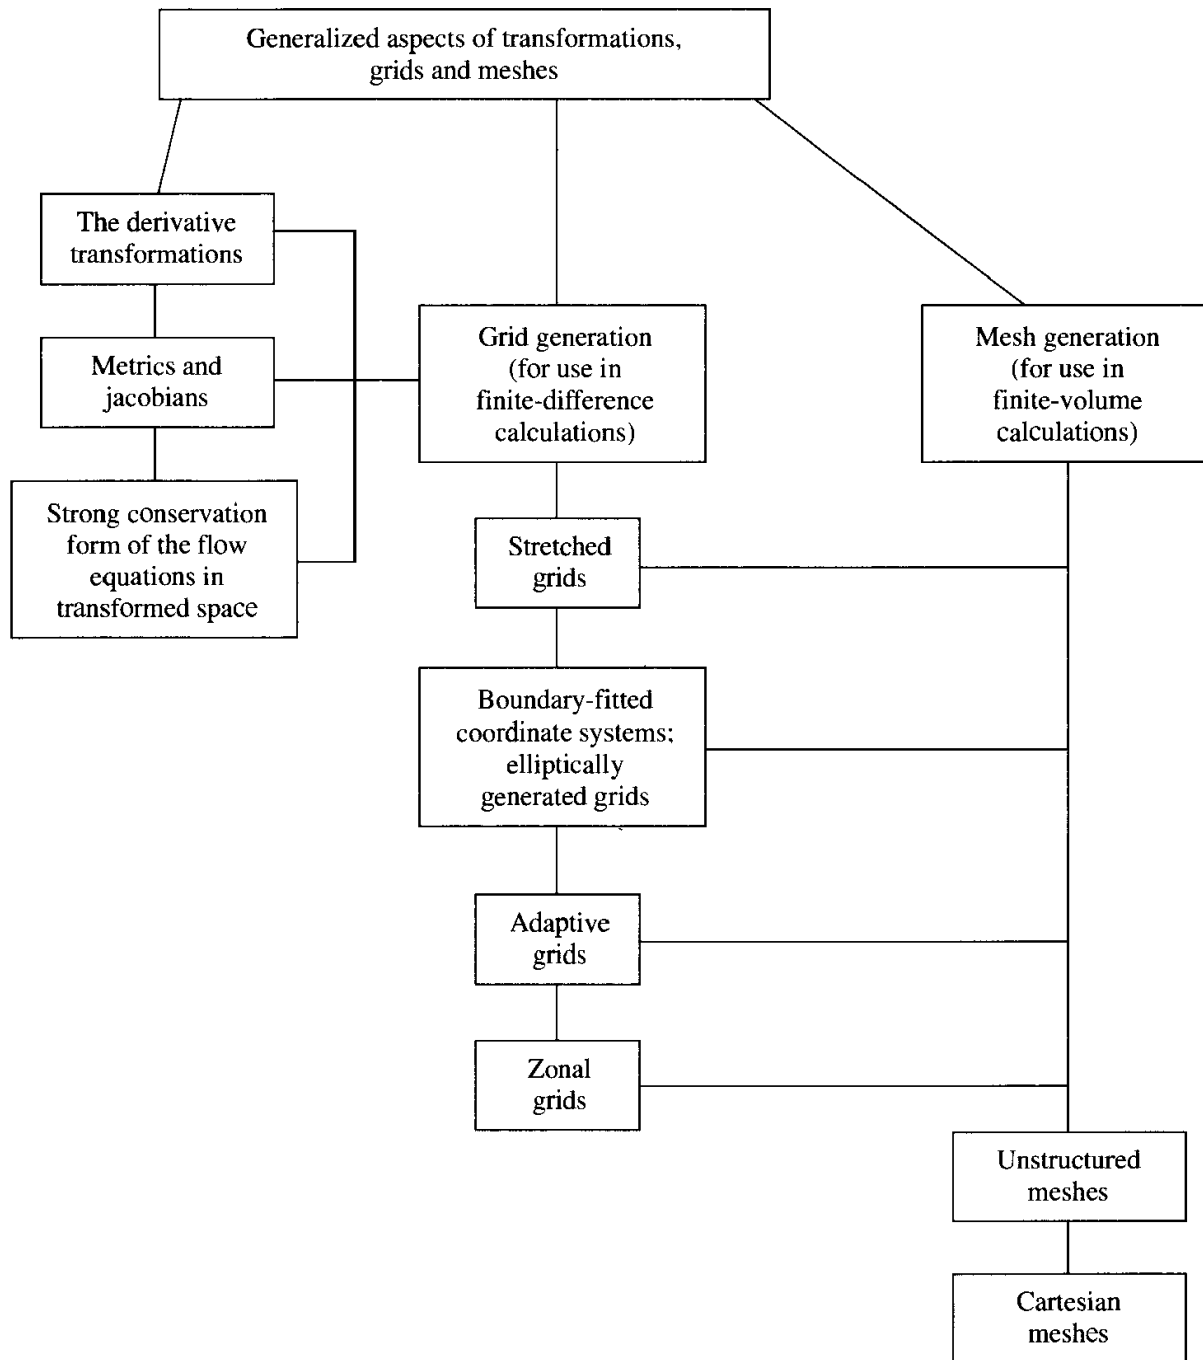 Generalized aspects of transformations,
grids and meshes
The derivative
transformations
Metrics and
jacobians
Strong conservation
form of the flow
equations in
transformed space
Grid generation
(for use in
finite-difference
calculations)
Stretched
grids
Boundary-fitted
coordinate systems;
elliptically
generated grids
Adaptive
grids
Zonal
grids
Mesh generation
(for use in
finite-volume
calculations)
Unstructured
meshes
Cartesian
meshes